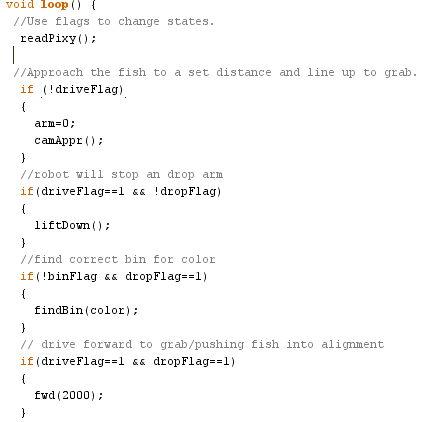 void loop() {
//Use flags to change states.
readPixy();
//Approach the fish to a set distance and line up to grab.
if (!driveFlag)
{
arm=0;
camAppr();
}
//robot will stop an drop arm
if(driveFlag==1 && !dropFlag)
{
liftDown();
}
//find correct bin for color
if(!binFlag && dropFlag==1)
{
findBin(color);
}
// drive forward to grab/pushing fish into alignment
if(driveFlag==1 && dropFlag==1)
{
fwd(2000);
}